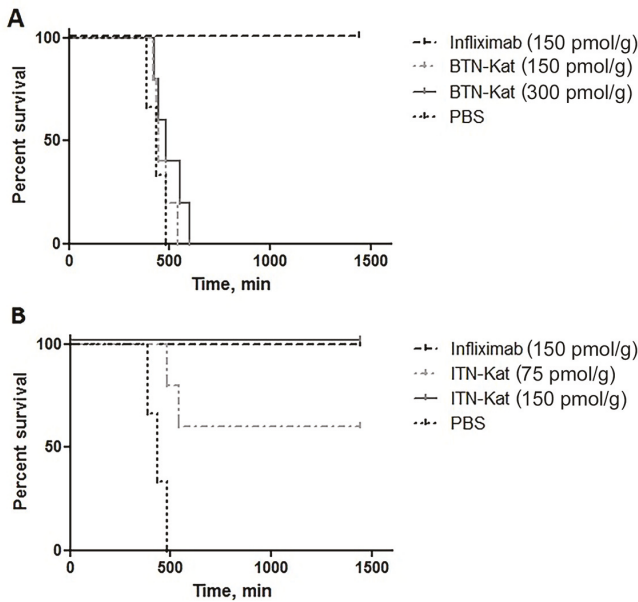 A
Percent survival
100
50
0
0 500 1000 1500
Time, min
Infliximab (150 pmol/g)
BTN-Kat (150 pmol/g)
BTN-Kat (300 pmol/g)
PBS
B
Percent survival
100
50
0
0 500 1000 1500
Time, min
Infliximab (150 pmol/g)
ITN-Kat (75 pmol/g)
ITN-Kat (150 pmol/g)
PBS